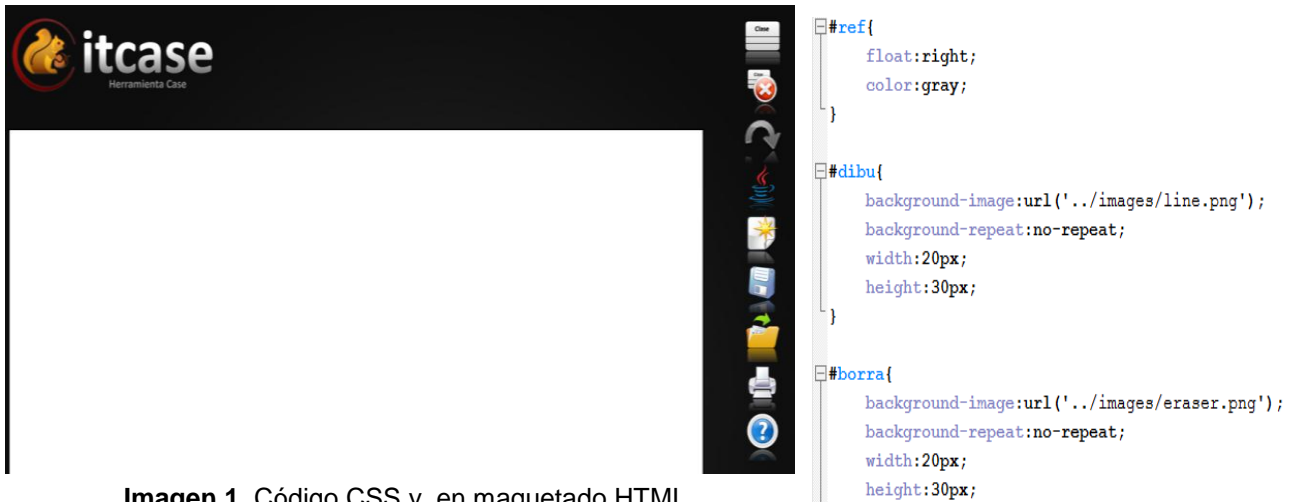 itcase
Herramienta Case
Clase
#ref{
float:right;
color:gray;
}
#dibu{
background-image:url('../images/line.png');
background-repeat:no-repeat;
width:20px;
height:30px;
}
#borra{
background-image:url('../images/eraser.png');
background-repeat:no-repeat;
width:20px;
height:30px;
Imagen 1. Código CSS y en maquetado HTML